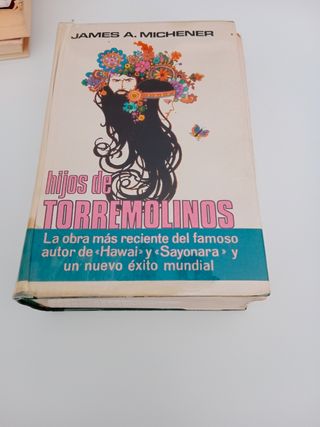 JAMES A. MICHENER
hijos de
TORREMOLINOS
La obra más reciente del famoso
autor de «Hawai» y «Sayonara» y
un nuevo éxito mundial